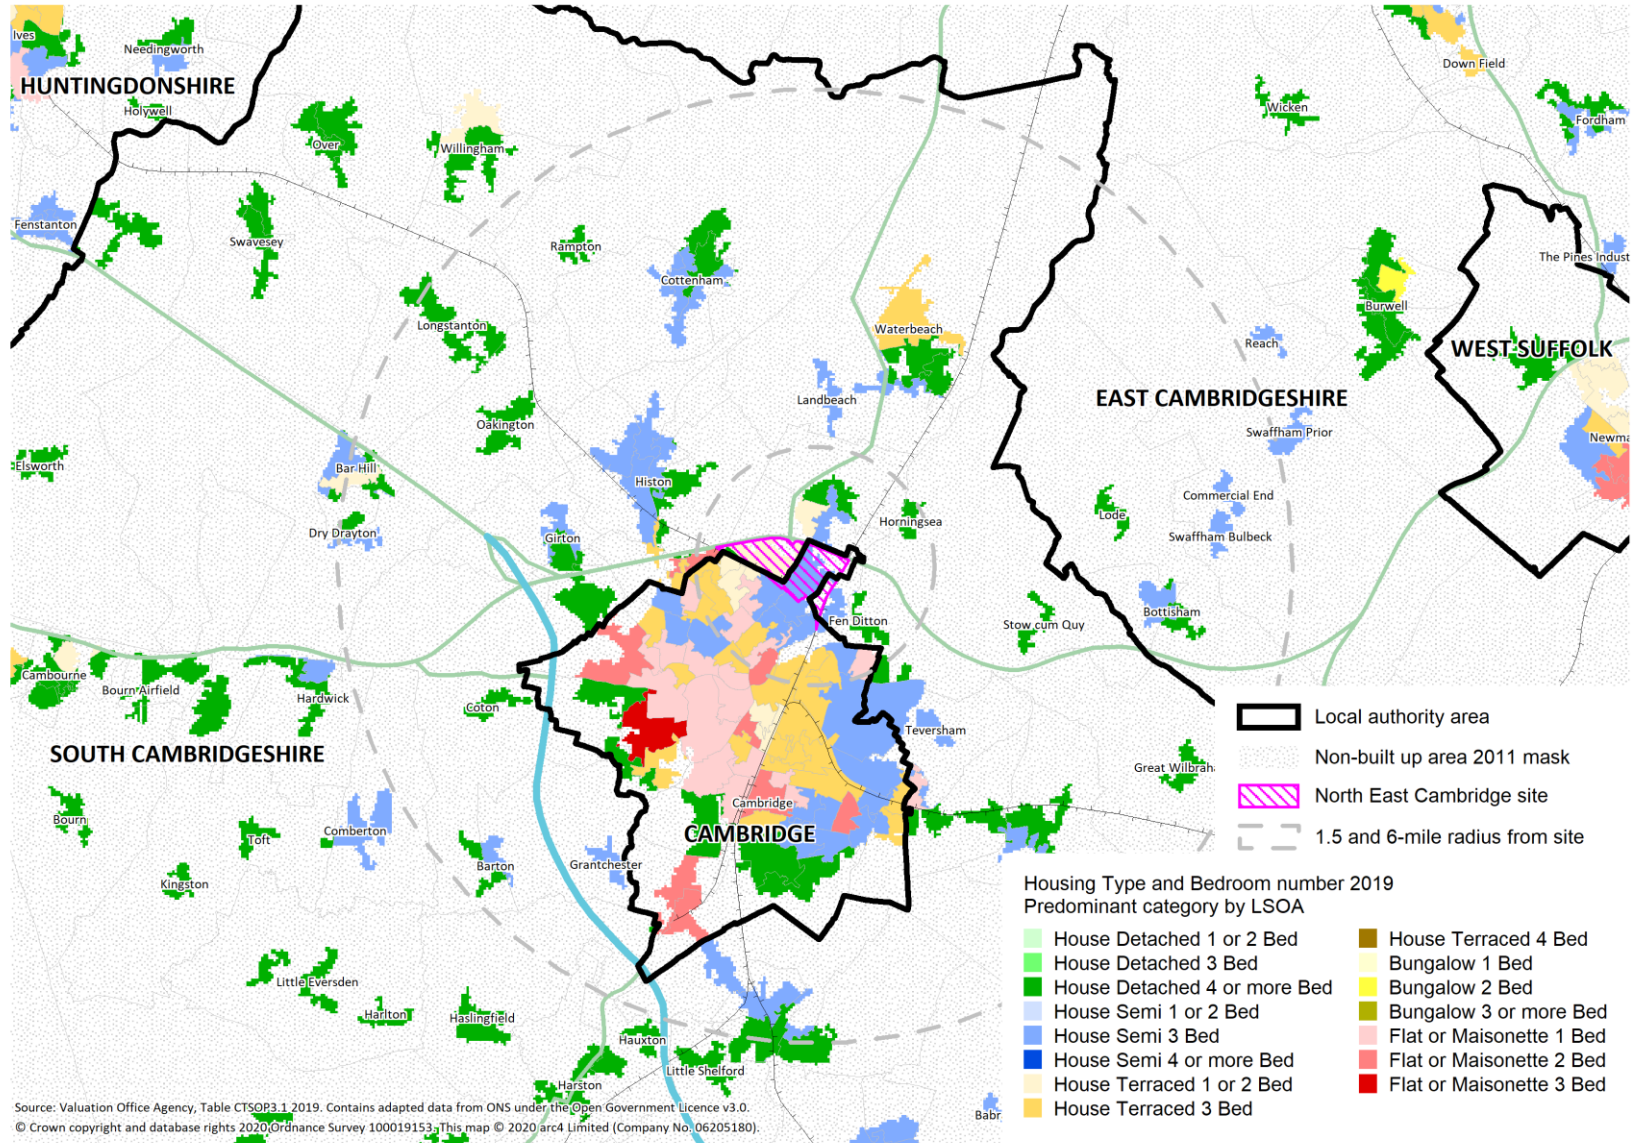 Ives
Needingworth
HUNTINGDONSHIRE
Holywell
Over
Willingham
Down Field
Wicken
Fordham
Fenstanton
Swavesey
Rampton
Cottenham
The Pines Indust
Longstanton
Waterbeach
Burwell
Reach
WEST SUFFOLK
Landbeach
EAST CAMBRIDGESHIRE
Oakington
Swaffham Prior
Newma
Elsworth
Bar Hill
Histon
Commercial End
Lode
Horningsea
Dry Drayton
Girton
Swaffham Bulbeck
Bottisham
Fen Ditton
Stow cum Quy
Cambourne
Bourn Airfield
Hardwick
Coton
Teversham
SOUTH CAMBRIDGESHIRE
Great Wilbrah
Bourn
Toft
Comberton
Cambridge
CAMBRIDGE
Grantchester
Barton
Kingston
Little Eversden
Harlton
Haslingfield
Hauxton
Little Shelford
Harston
Babr
Local authority area
Non-built up area 2011 mask
North East Cambridge site
1.5 and 6-mile radius from site
Housing Type and Bedroom number 2019
Predominant category by LSOA
House Detached 1 or 2 Bed
House Detached 3 Bed
House Detached 4 or more Bed
House Semi 1 or 2 Bed
House Semi 3 Bed
House Semi 4 or more Bed
House Terraced 1 or 2 Bed
House Terraced 3 Bed
House Terraced 4 Bed
Bungalow 1 Bed
Bungalow 2 Bed
Bungalow 3 or more Bed
Flat or Maisonette 1 Bed
Flat or Maisonette 2 Bed
Flat or Maisonette 3 Bed
Source: Valuation Office Agency, Table CTSOP3.1 2019. Contains adapted data from ONS under the Open Government Licence v3.0.
© Crown copyright and database rights 2020 Ordnance Survey 100019153. This map © 2020 arc4 Limited (Company No. 06205180).